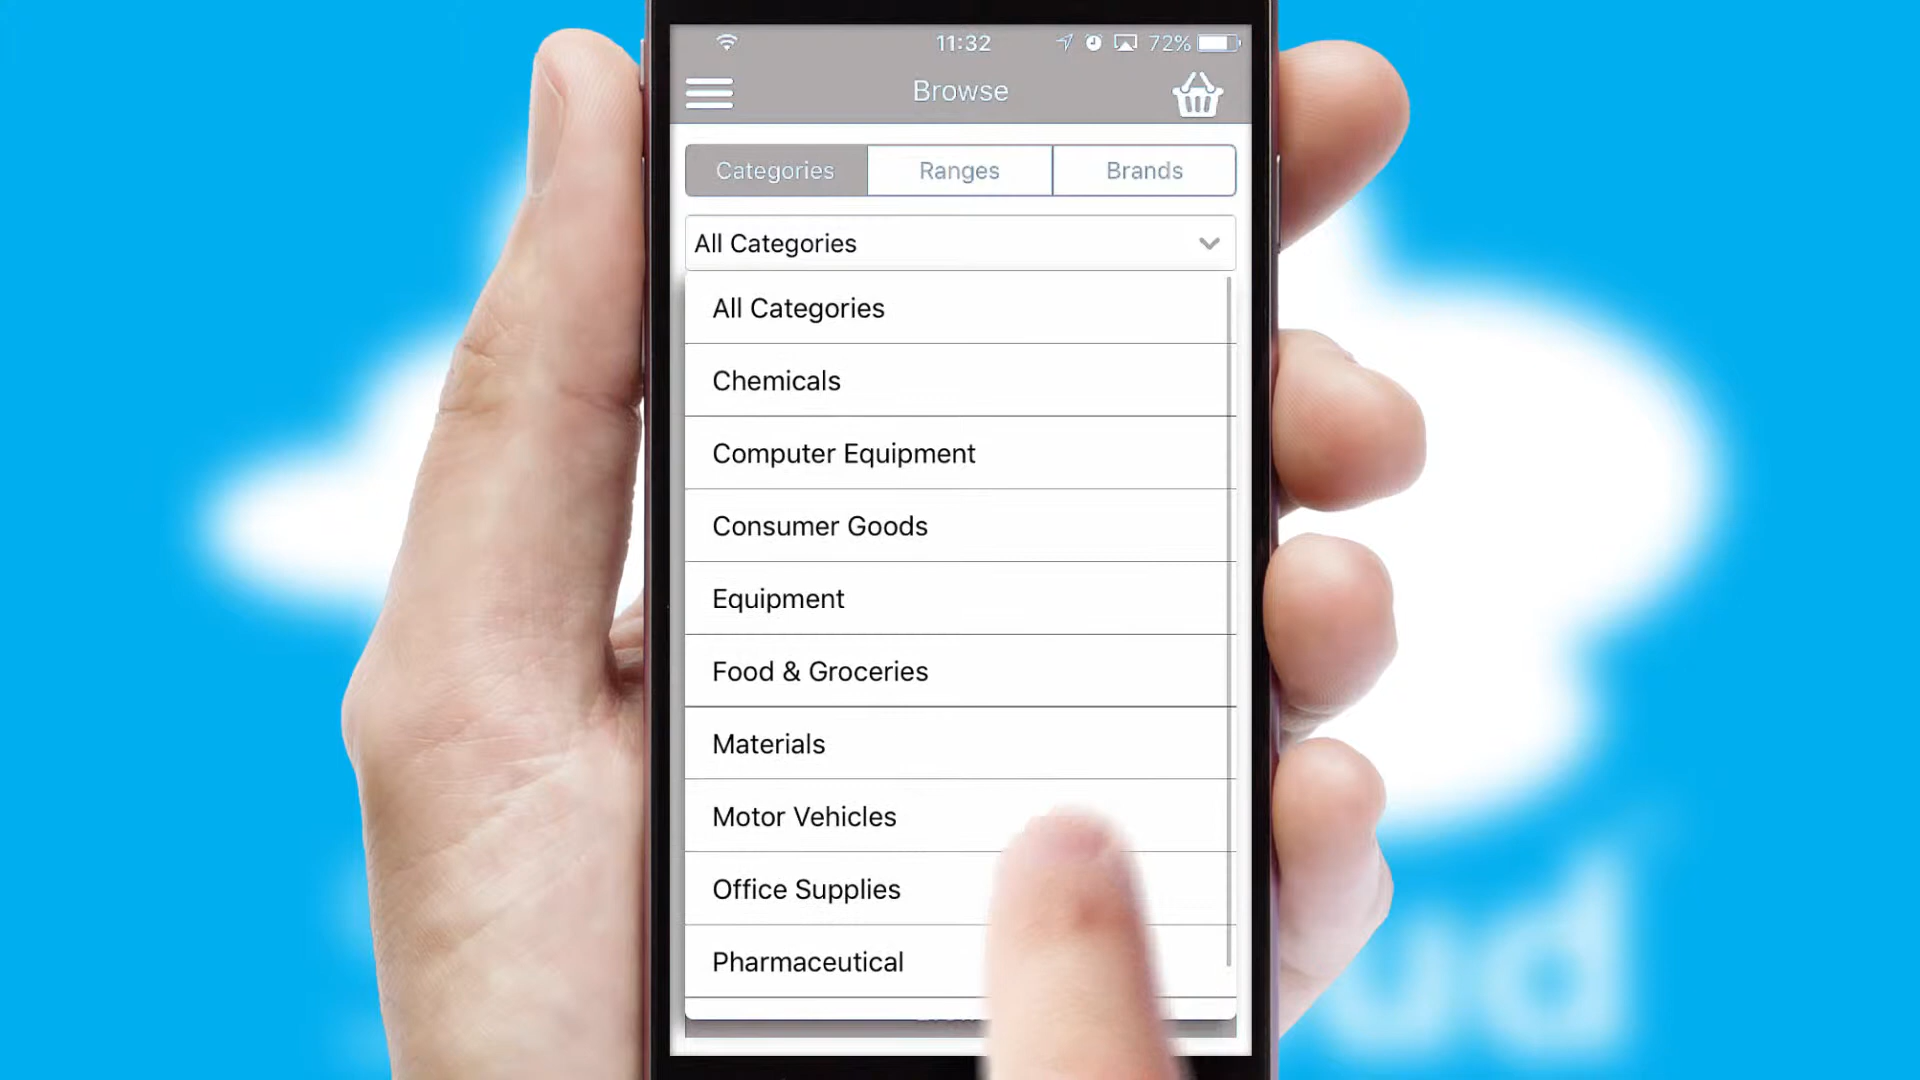 11:32 72%
Browse
Categories Ranges Brands
All Categories
All Categories
Chemicals
Computer Equipment
Consumer Goods
Equipment
Food & Groceries
Materials
Motor Vehicles
Office Supplies
Pharmaceutical